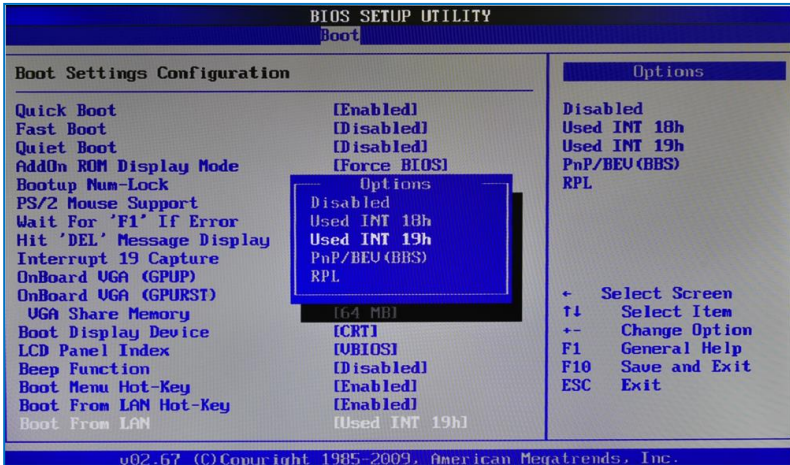 BIOS SETUP UTILITY
Boot
Boot Settings Configuration
Quick Boot [Enabled]
Fast Boot [Disabled]
Quiet Boot [Disabled]
AddOn ROM Display Mode [Force BIOS]
Bootup Num-Lock
PS/2 Mouse Support
Wait For 'F1' If Error
Hit 'DEL' Message Display
Interrupt 19 Capture
OnBoard VGA (GPUP)
OnBoard VGA (GPURST)
VGA Share Memory [64 MB]
Boot Display Device [CRT]
LCD Panel Index [VBIOS]
Beep Function [Disabled]
Boot Menu Hot-Key [Enabled]
Boot From LAN Hot-Key [Enabled]
Boot From LAN [Used INT 19h]
Options
Disabled
Used INT 18h
Used INT 19h
PnP/BEV(BBS)
RPL
Options
Disabled
Used INT 18h
Used INT 19h
PnP/BEV(BBS)
RPL
← Select Screen
↑↓ Select Item
+- Change Option
F1 General Help
F10 Save and Exit
ESC Exit
v02.67 (C)Copyright 1985-2009, American Megatrends, Inc.